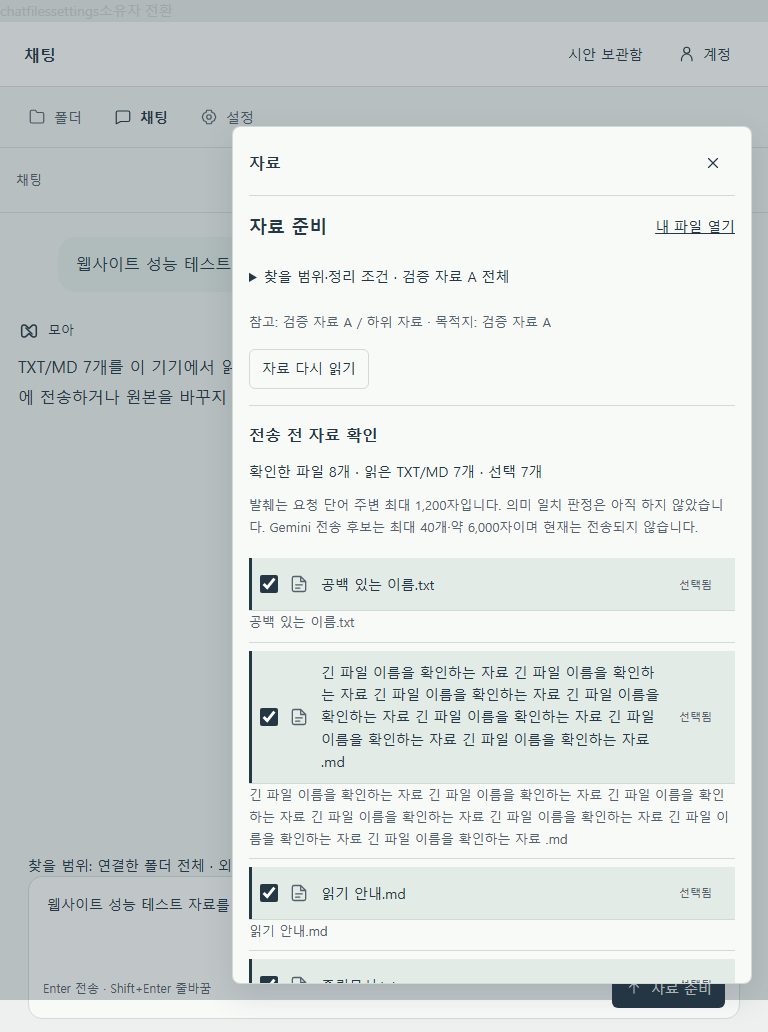 chatfilessettings소유자 전환
채팅
시안 보관함
계정
폴더
채팅
설정
채팅
웹사이트 성능 테스트
모아
TXT/MD 7개를 이 기기에서
에 전송하거나 원본을 바꾸지
자료
자료 준비
내 파일 열기
▶ 찾을 범위·정리 조건 · 검증 자료 A 전체
참고: 검증 자료 A / 하위 자료 · 목적지: 검증 자료 A
자료 다시 읽기
전송 전 자료 확인
확인한 파일 8개 · 읽은 TXT/MD 7개 · 선택 7개
발췌는 요청 단어 주변 최대 1,200자입니다. 의미 일치 판정은 아직 하지 않았습니
다. Gemini 전송 후보는 최대 40개·약 6,000자이며 현재는 전송되지 않습니다.
공백 있는 이름.txt
선택됨
공백 있는 이름.txt
긴 파일 이름을 확인하는 자료 긴 파일 이름을 확인하
는 자료 긴 파일 이름을 확인하는 자료 긴 파일 이름을
확인하는 자료 긴 파일 이름을 확인하는 자료 긴 파일
이름을 확인하는 자료 긴 파일 이름을 확인하는 자료
.md
선택됨
긴 파일 이름을 확인하는 자료 긴 파일 이름을 확인하는 자료 긴 파일 이름을 확인
하는 자료 긴 파일 이름을 확인하는 자료 긴 파일 이름을 확인하는 자료 긴 파일 이
름을 확인하는 자료 긴 파일 이름을 확인하는 자료 .md
읽기 안내.md
선택됨
읽기 안내.md
찾을 범위: 연결한 폴더 전체 · 외
웹사이트 성능 테스트 자료를
Enter 전송 · Shift+Enter 줄바꿈
자료 준비